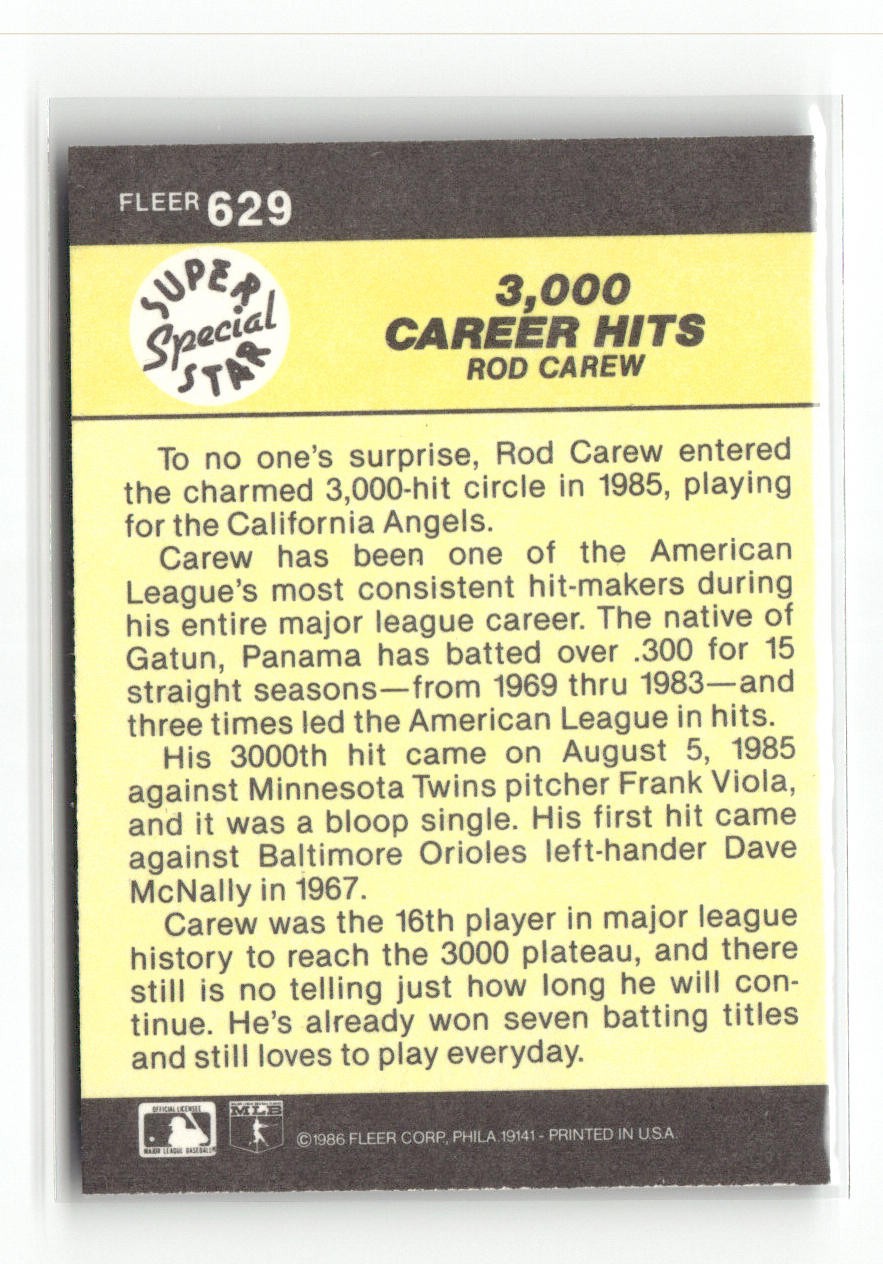 FLEER 629
SUPER
Special
STAR
3,000
CAREER HITS
ROD CAREW
To no one's surprise, Rod Carew entered
the charmed 3,000-hit circle in 1985, playing
for the California Angels.
Carew has been one of the American
League's most consistent hit-makers during
his entire major league career. The native of
Gatun, Panama has batted over .300 for 15
straight seasons—from 1969 thru 1983—and
three times led the American League in hits.
His 3000th hit came on August 5, 1985
against Minnesota Twins pitcher Frank Viola,
and it was a bloop single. His first hit came
against Baltimore Orioles left-hander Dave
McNally in 1967.
Carew was the 16th player in major league
history to reach the 3000 plateau, and there
still is no telling just how long he will con-
tinue. He's already won seven batting titles
and still loves to play everyday.
OFFICIAL LICENSEE
MAJOR LEAGUE BASEBALL
MLB
©1986 FLEER CORP, PHILA. 19141 - PRINTED IN U.S.A.